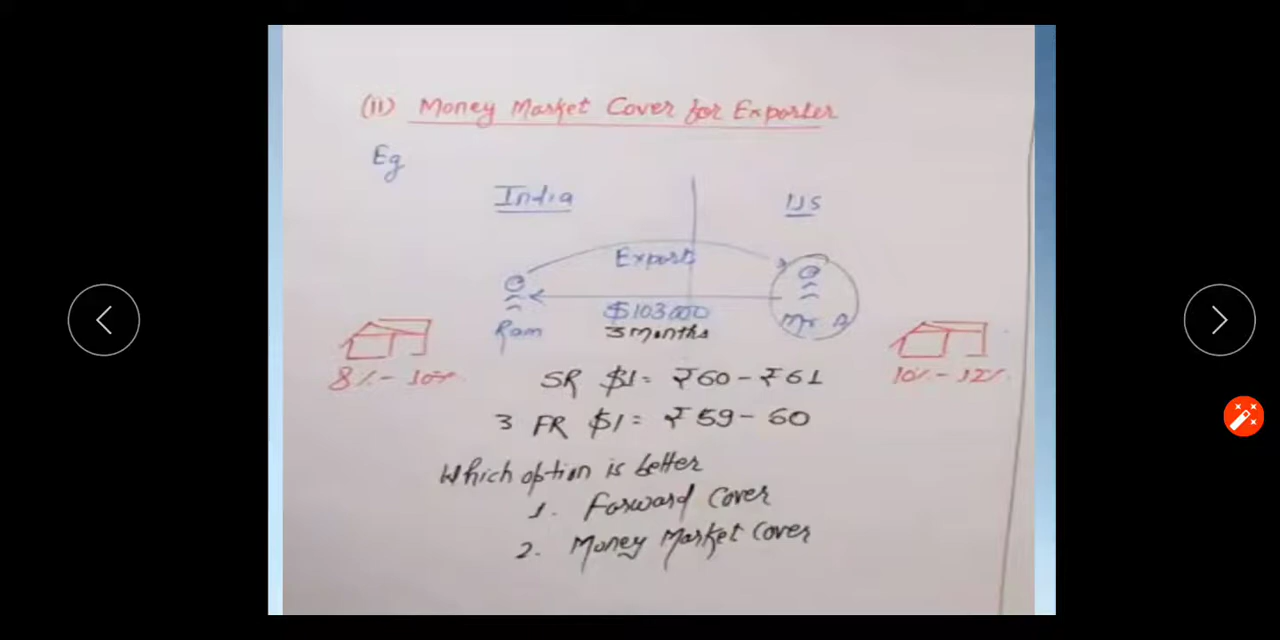 (11) Money Market Cover for Exporter
Eg
India US
Export
$103000
Ram 3 months Mr A
8%-10% 10%-12%
SR $1= ₹60-₹61
3 FR $1= ₹59-60
Which option is better
1. Forward Cover
2. Money Market Cover